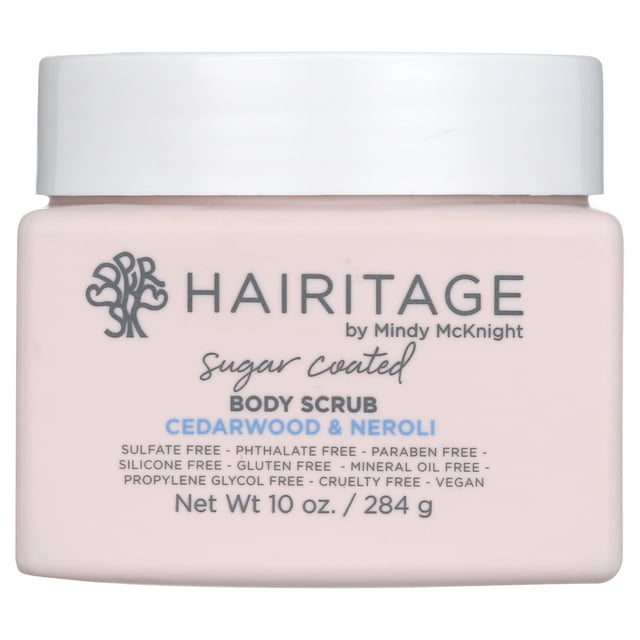 HAIRITAGE
by Mindy McKnight
sugar coated
BODY SCRUB
CEDARWOOD & NEROLI
SULFATE FREE - PHTHALATE FREE - PARABEN FREE -
SILICONE FREE - GLUTEN FREE - MINERAL OIL FREE -
PROPYLENE GLYCOL FREE - CRUELTY FREE - VEGAN
Net Wt 10 oz. / 284 g